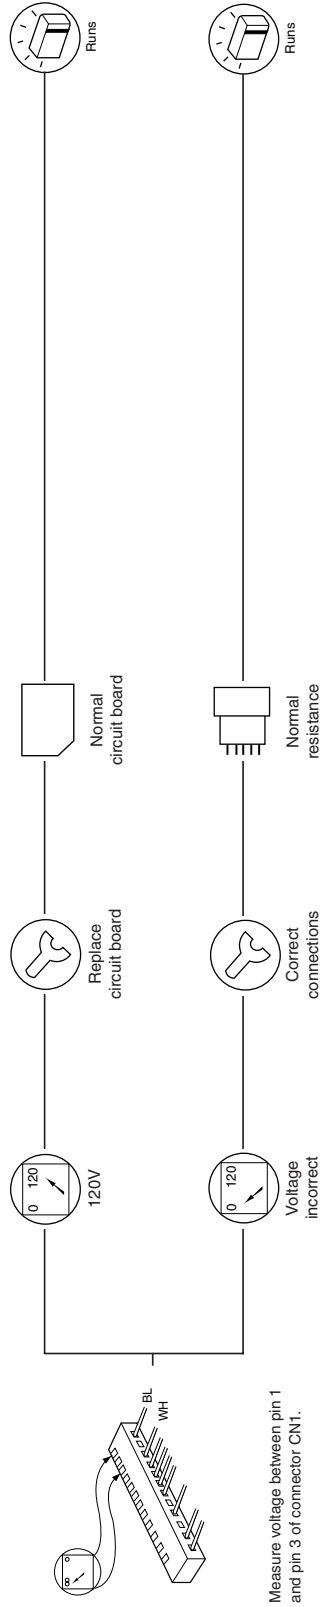 BL
WH
Measure voltage between pin 1
and pin 3 of connector CN1.
0 120
120V
Replace
circuit board
Normal
circuit board
Runs
0 120
Voltage
incorrect
Correct
connections
Normal
resistance
Runs